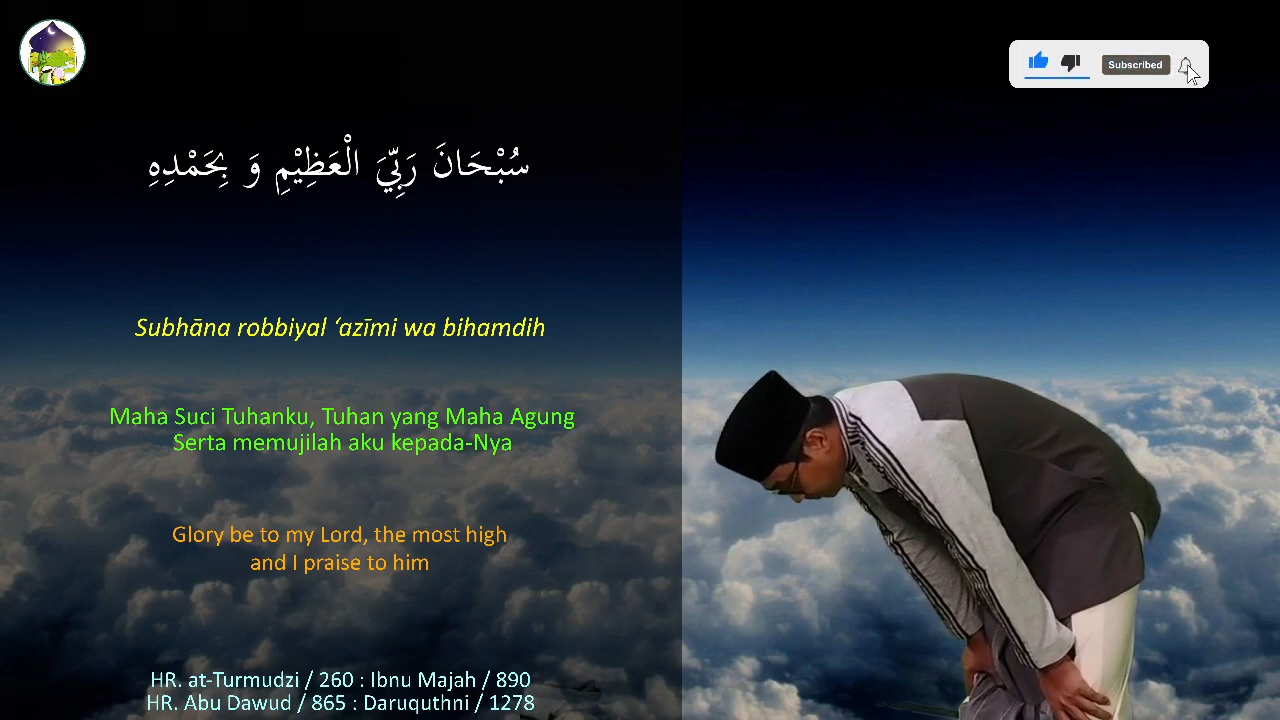 Subscribed
سُبْحَانَ رَبِّيَ الْعَظِيْمِ وَ بِحَمْدِهِ
Subhāna robbiyal ‘azīmi wa bihamdih
Maha Suci Tuhanku, Tuhan yang Maha Agung
Serta memujilah aku kepada-Nya
Glory be to my Lord, the most high
and I praise to him
HR. at-Turmudzi / 260 : Ibnu Majah / 890
HR. Abu Dawud / 865 : Daruquthni / 1278